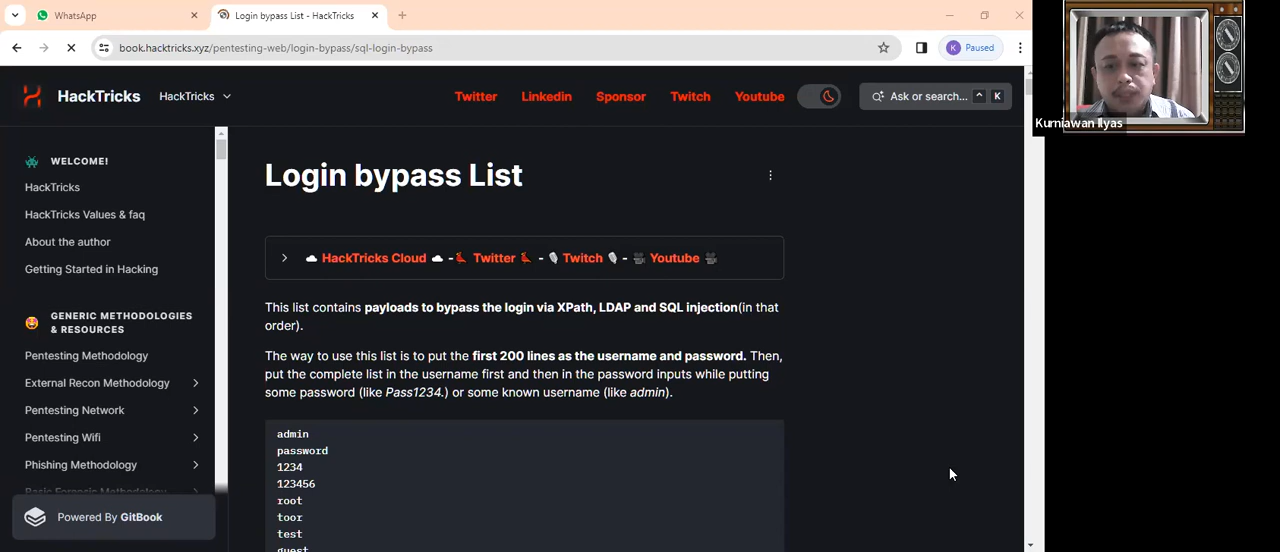 WhatsApp
Login bypass List - HackTricks
book.hacktricks.xyz/pentesting-web/login-bypass/sql-login-bypass
K
Paused
HackTricks
HackTricks
Twitter
Linkedin
Sponsor
Twitch
Youtube
Ask or search...
^
K
Kurniawan Ilyas
WELCOME!
HackTricks
HackTricks Values & faq
About the author
Getting Started in Hacking
GENERIC METHODOLOGIES
& RESOURCES
Pentesting Methodology
External Recon Methodology
Pentesting Network
Pentesting Wifi
Phishing Methodology
Basic Forensic Methodology
Powered By GitBook
Login bypass List
HackTricks Cloud - Twitter - Twitch - Youtube
This list contains payloads to bypass the login via XPath, LDAP and SQL injection(in that
order).
The way to use this list is to put the first 200 lines as the username and password. Then,
put the complete list in the username first and then in the password inputs while putting
some password (like Pass1234.) or some known username (like admin).
admin
password
1234
123456
root
toor
test
guest